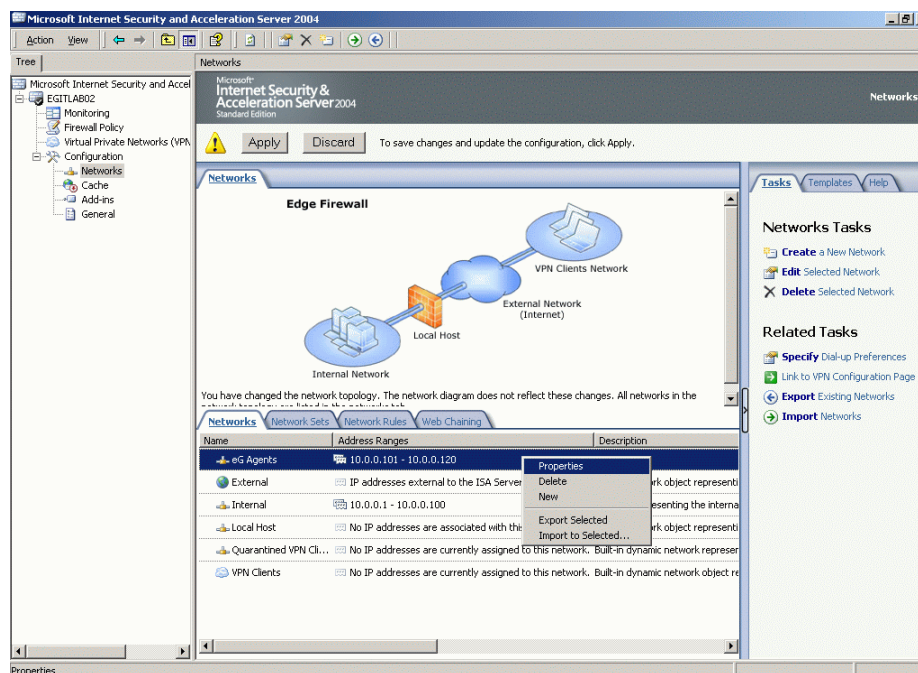 Microsoft Internet Security and Acceleration Server 2004
Action View
Tree
Networks
Microsoft Internet Security and Accel
EGITLAB02
Monitoring
Firewall Policy
Virtual Private Networks (VPN
Configuration
Networks
Cache
Add-ins
General
Microsoft
Internet Security &
Acceleration Server 2004
Standard Edition
Networks
Apply Discard To save changes and update the configuration, click Apply.
Networks
Edge Firewall
VPN Clients Network
External Network
(Internet)
Local Host
Internal Network
You have changed the network topology. The network diagram does not reflect these changes. All networks in the
Networks Network Sets Network Rules Web Chaining
Name Address Ranges Description
eG Agents 10.0.0.101 - 10.0.0.120
External IP addresses external to the ISA Server rk object representi
Internal 10.0.0.1 - 10.0.0.100 esenting the interna
Local Host No IP addresses are associated with this rk object representi
Quarantined VPN Cli... No IP addresses are currently assigned to this network. Built-in dynamic network represen
VPN Clients No IP addresses are currently assigned to this network. Built-in dynamic network object re
Properties
Delete
New
Export Selected
Import to Selected...
Tasks Templates Help
Networks Tasks
Create a New Network
Edit Selected Network
Delete Selected Network
Related Tasks
Specify Dial-up Preferences
Link to VPN Configuration Page
Export Existing Networks
Import Networks
Properties